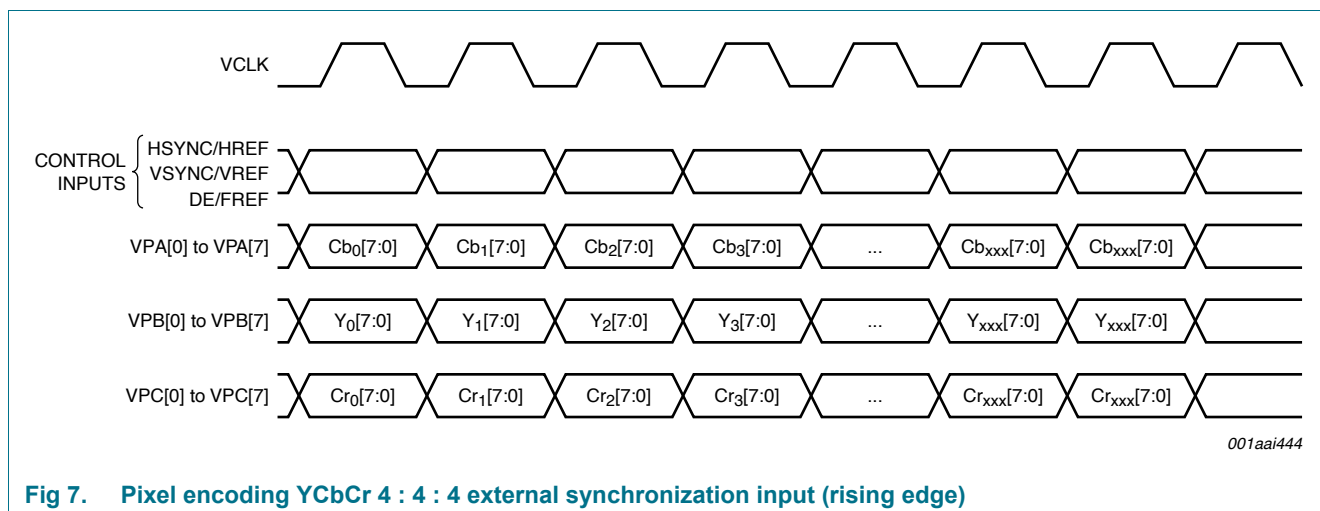 VCLK
CONTROL INPUTS
HSYNC/HREF
VSYNC/VREF
DE/FREF
VPA[0] to VPA[7] Cb0[7:0] Cb1[7:0] Cb2[7:0] Cb3[7:0] ... Cbxxx[7:0] Cbxxx[7:0]
VPB[0] to VPB[7] Y0[7:0] Y1[7:0] Y2[7:0] Y3[7:0] ... Yxxx[7:0] Yxxx[7:0]
VPC[0] to VPC[7] Cr0[7:0] Cr1[7:0] Cr2[7:0] Cr3[7:0] ... Crxxx[7:0] Crxxx[7:0]
001aai444
Fig 7. Pixel encoding YCbCr 4 : 4 : 4 external synchronization input (rising edge)